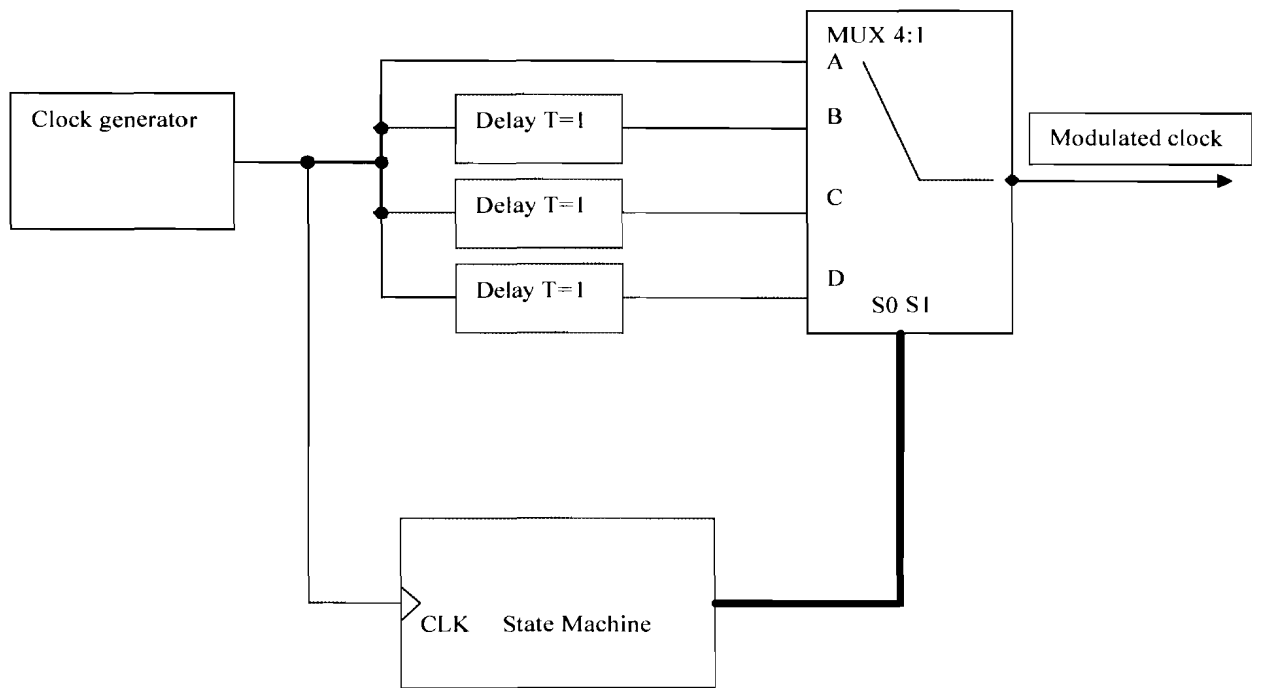 MUX 4:1
A
Clock generator
Delay T=1
B
Modulated clock
Delay T=1
C
Delay T=1
D
S0 S1
CLK State Machine